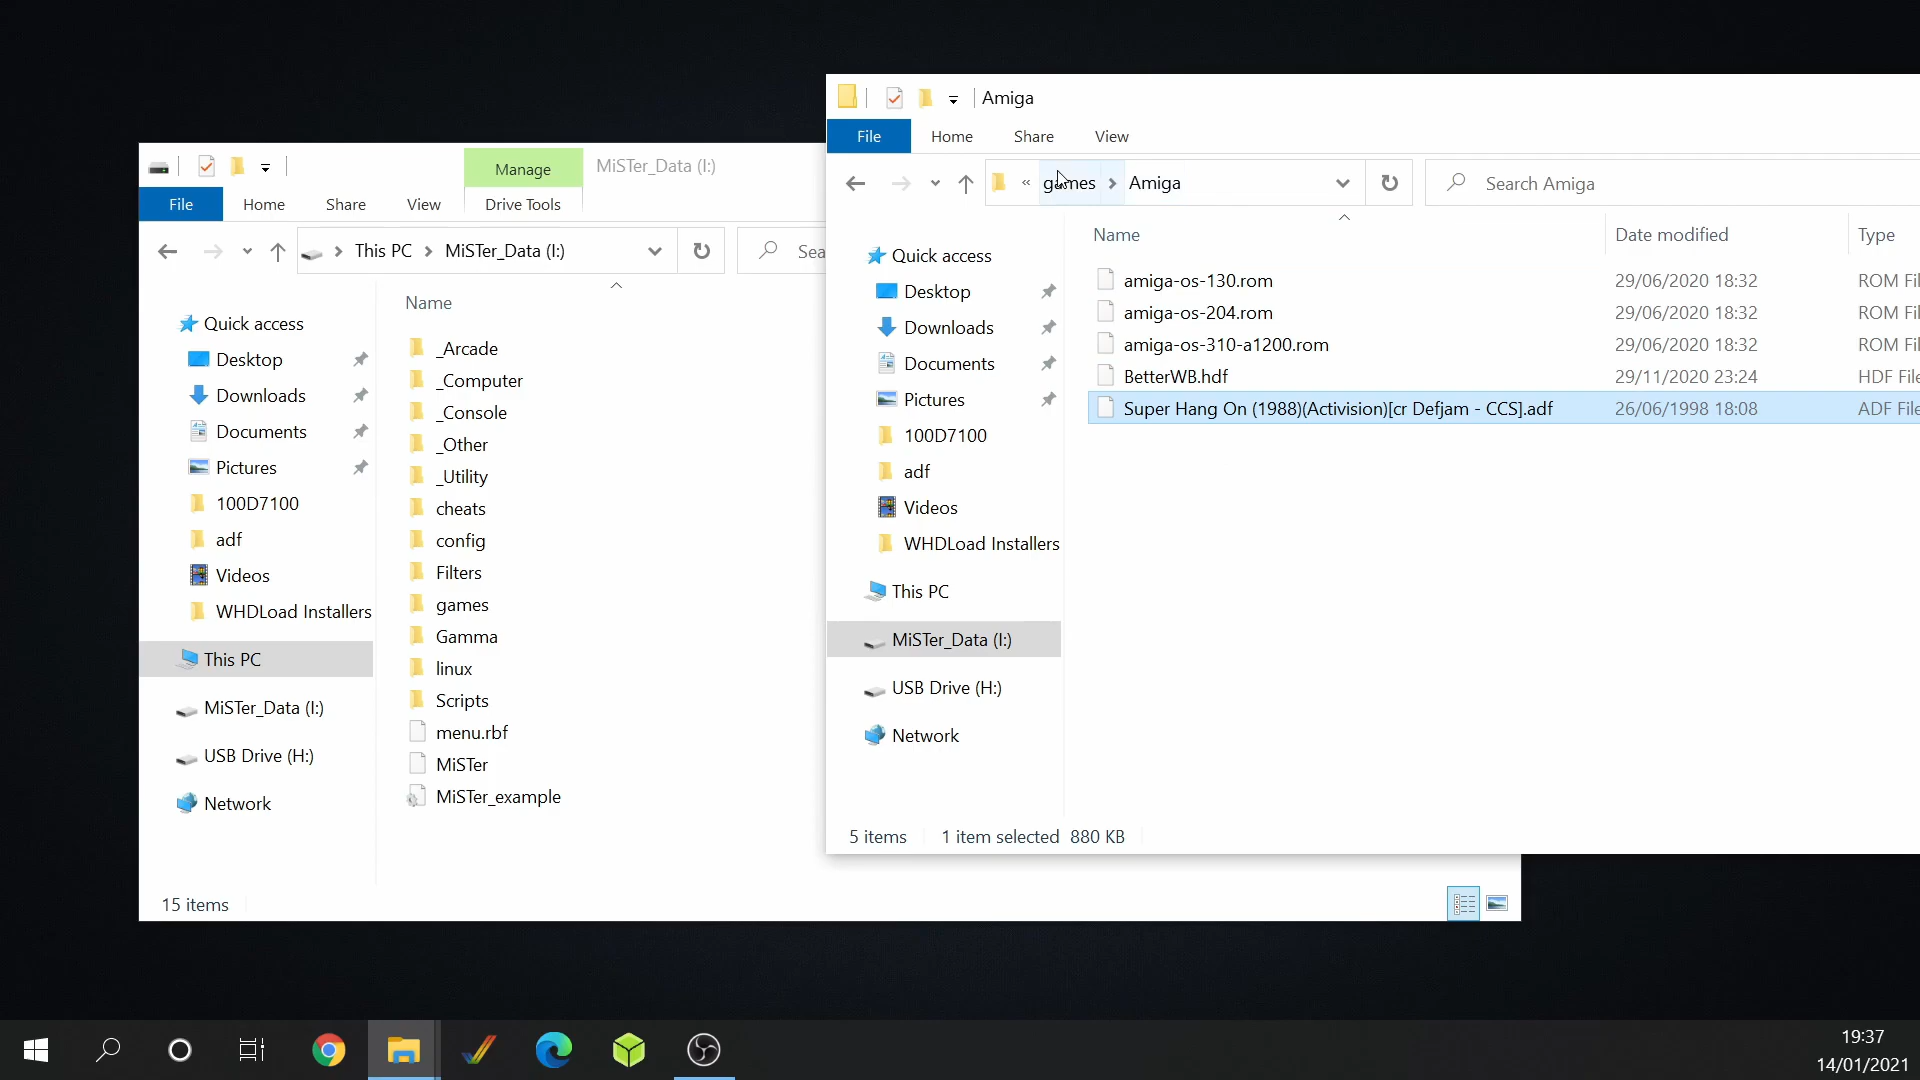 Amiga
File Home Share View
« games Amiga
Search Amiga
Name Date modified Type
Quick access
Desktop
Downloads
Documents
Pictures
100D7100
adf
Videos
WHDLoad Installers
This PC
MiSTer_Data (I:)
USB Drive (H:)
Network
amiga-os-130.rom 29/06/2020 18:32 ROM Fil
amiga-os-204.rom 29/06/2020 18:32 ROM Fil
amiga-os-310-a1200.rom 29/06/2020 18:32 ROM Fil
BetterWB.hdf 29/11/2020 23:24 HDF File
Super Hang On (1988)(Activision)[cr Defjam - CCS].adf 26/06/1998 18:08 ADF File
5 items 1 item selected 880 KB
Manage MiSTer_Data (I:)
File Home Share View Drive Tools
This PC MiSTer_Data (I:)
Sea
Name
Quick access
Desktop
Downloads
Documents
Pictures
100D7100
adf
Videos
WHDLoad Installers
This PC
MiSTer_Data (I:)
USB Drive (H:)
Network
_Arcade
_Computer
_Console
_Other
_Utility
cheats
config
Filters
games
Gamma
linux
Scripts
menu.rbf
MiSTer
MiSTer_example
15 items
19:37
14/01/2021